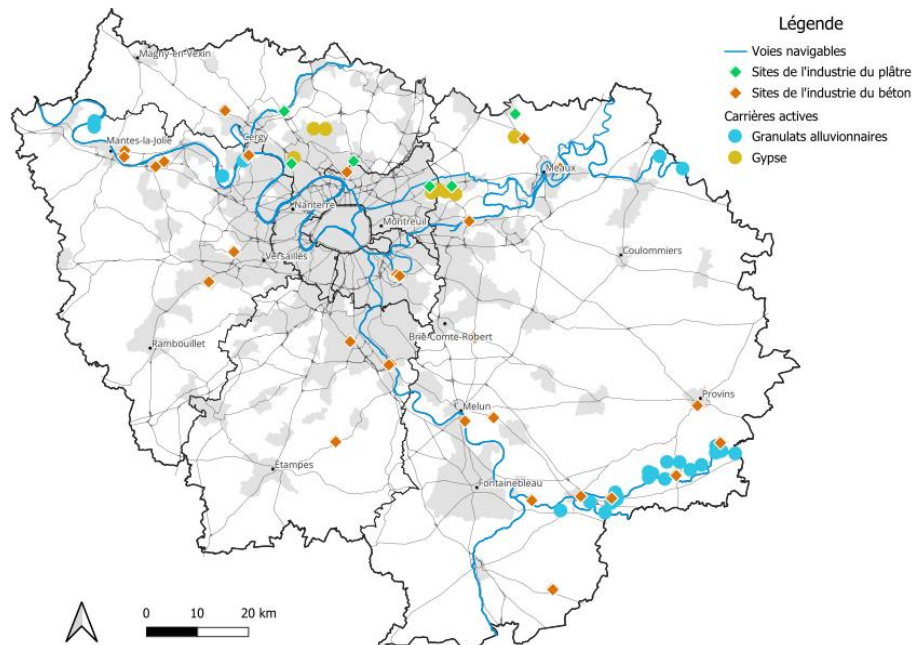 Légende
Voies navigables
Sites de l'industrie du plâtre
Sites de l'industrie du béton
Carrières actives
Granulats alluvionnaires
Gypse
Magny-en-Vexin
Mantes-la-Jolie
Cergy
Meaux
Nanterre
Montreuil
Versailles
Coulommiers
Brie-Comte-Robert
Rambouillet
Provins
Melun
Etampes
Fontainebleau
0 10 20 km